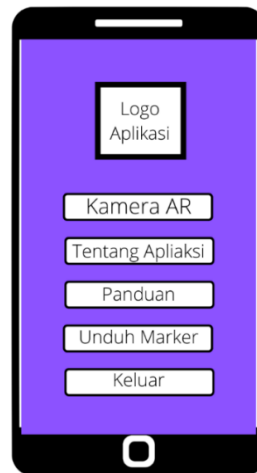 Logo
Aplikasi
Kamera AR
Tentang Apliaksi
Panduan
Unduh Marker
Keluar